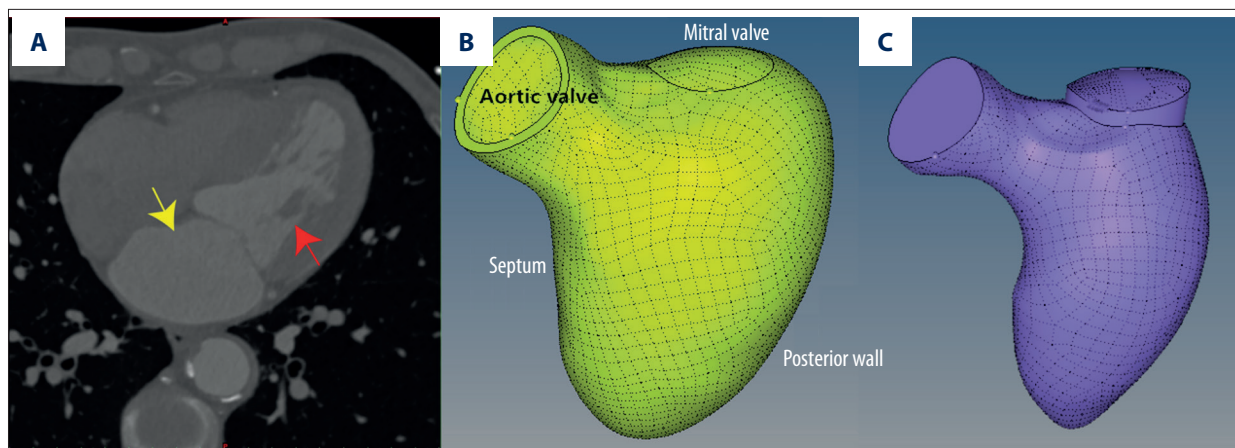 A
B
Mitral valve
C
Aortic valve
Septum
Posterior wall